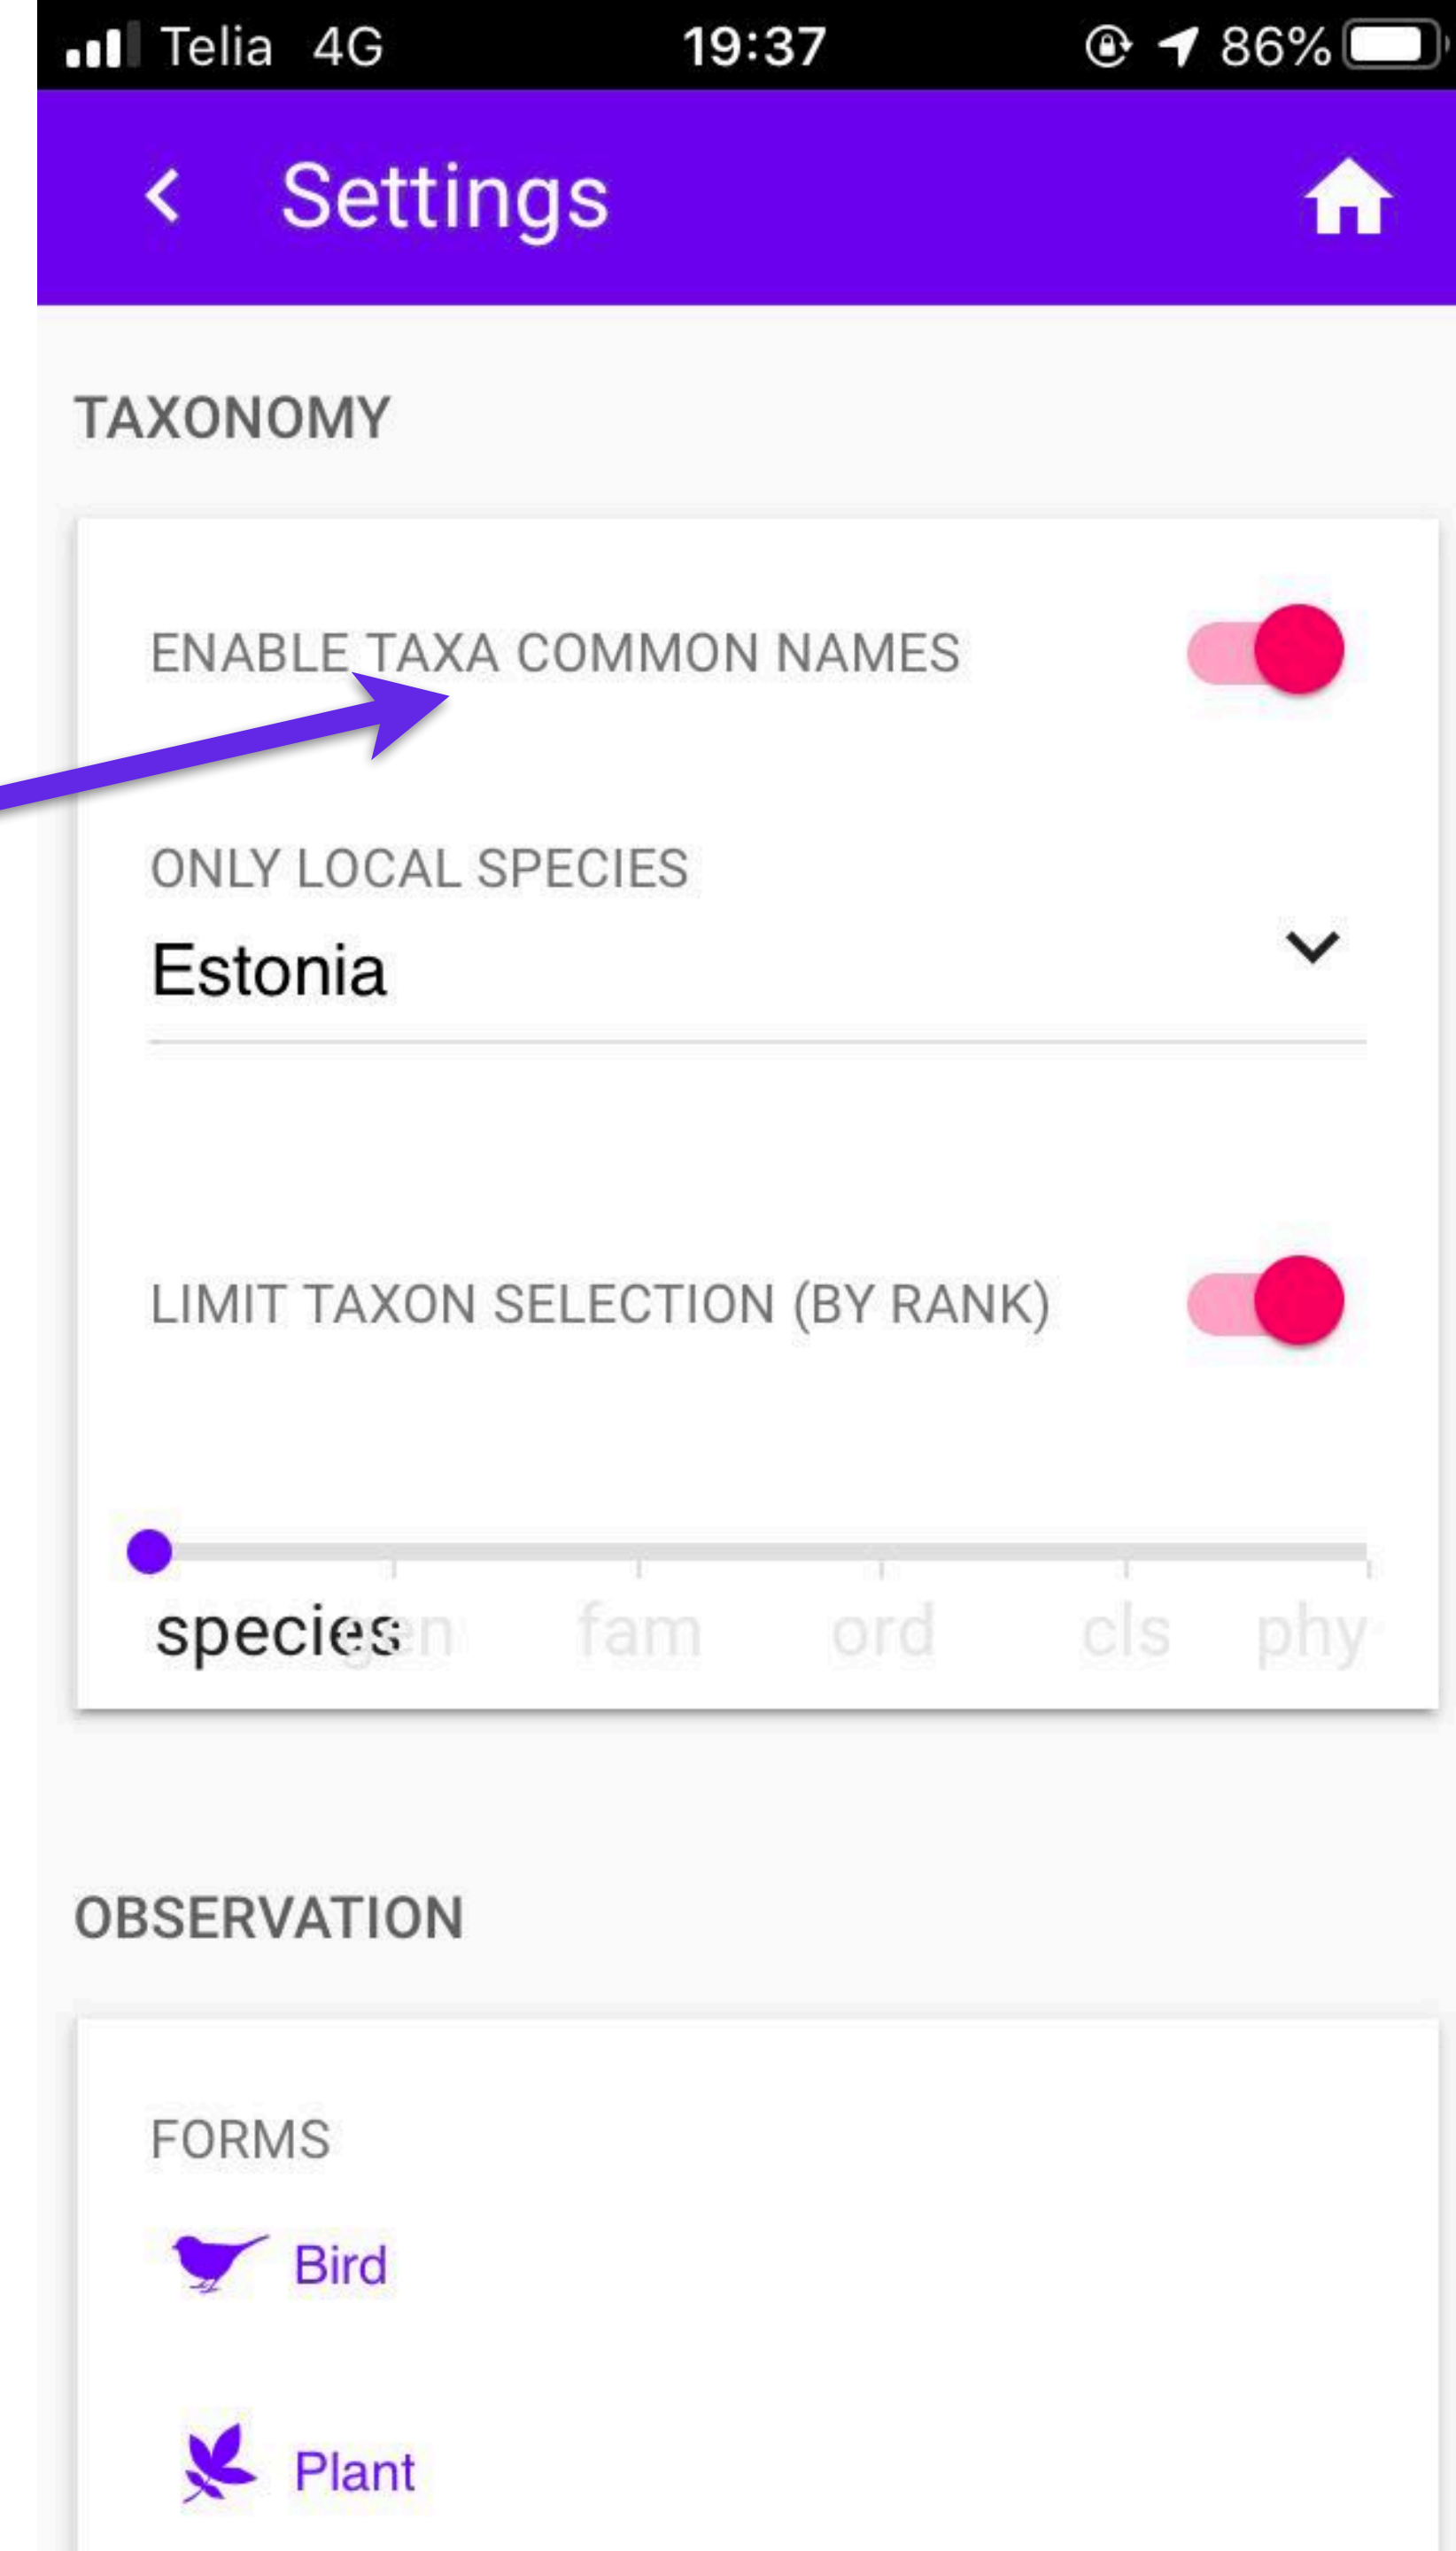 Telia 4G 19:37 86%
Settings
TAXONOMY
ENABLE TAXA COMMON NAMES
ONLY LOCAL SPECIES
Estonia
LIMIT TAXON SELECTION (BY RANK)
species gen fam ord cls phy
OBSERVATION
FORMS
Bird
Plant